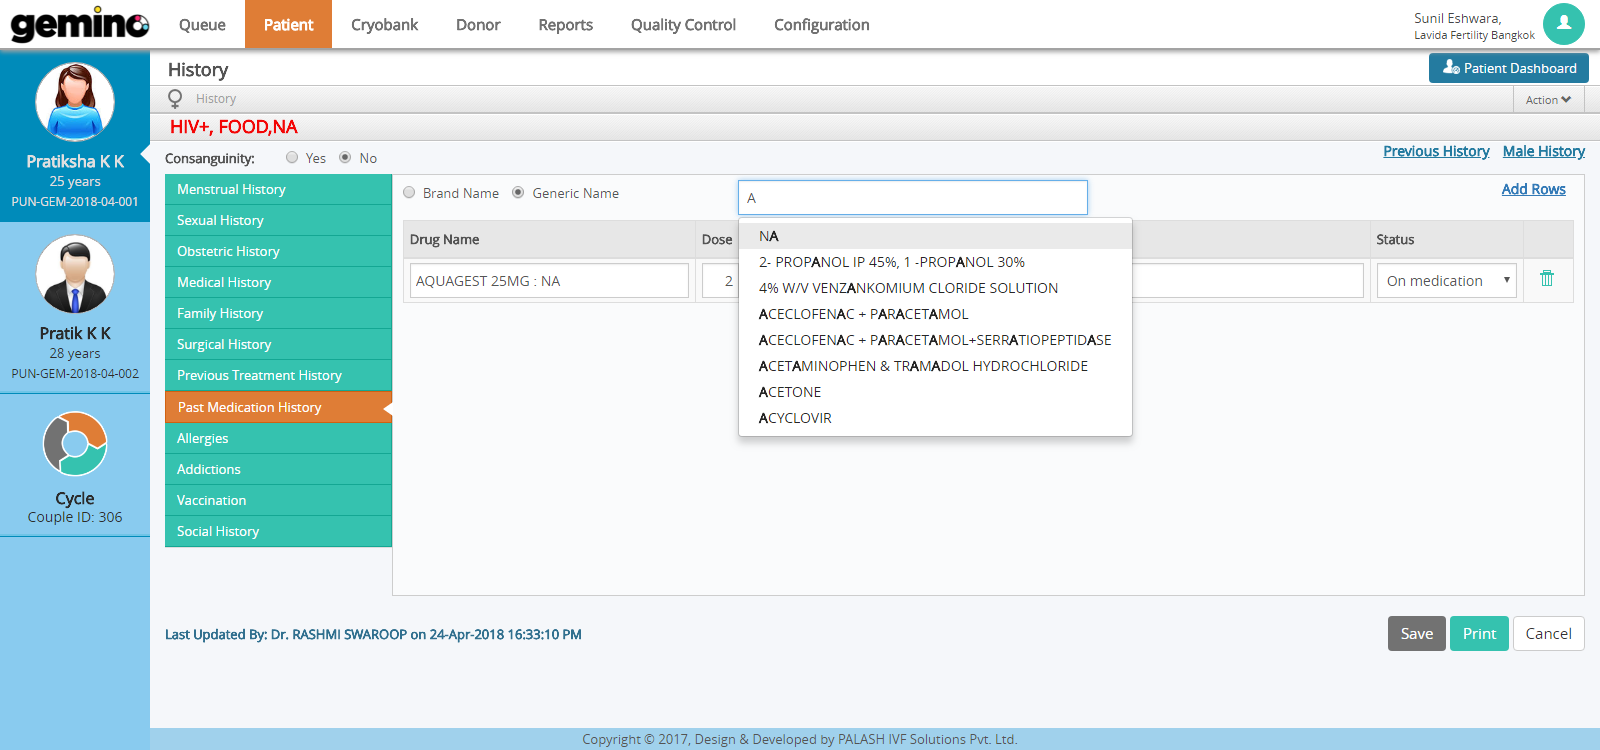 gemino
Queue Patient Cryobank Donor Reports Quality Control Configuration
Sunil Eshwara,
Lavida Fertility Bangkok
History
Patient Dashboard
History
Action
HIV+, FOOD,NA
Pratiksha K K
25 years
PUN-GEM-2018-04-001
Pratik K K
28 years
PUN-GEM-2018-04-002
Cycle
Couple ID: 306
Consanguinity: Yes No
Previous History Male History
Menstrual History
Sexual History
Obstetric History
Medical History
Family History
Surgical History
Previous Treatment History
Past Medication History
Allergies
Addictions
Vaccination
Social History
Brand Name Generic Name
A
Add Rows
Drug Name Dose Status
AQUAGEST 25MG : NA 2 On medication
NA
2- PROPANOL IP 45%, 1 -PROPANOL 30%
4% W/V VENZANKOMIUM CLORIDE SOLUTION
ACECLOFENAC + PARACETAMOL
ACECLOFENAC + PARACETAMOL+SERRATIOPEPTIDASE
ACETAMINOPHEN & TRAMADOL HYDROCHLORIDE
ACETONE
ACYCLOVIR
Last Updated By: Dr. RASHMI SWAROOP on 24-Apr-2018 16:33:10 PM
Save Print Cancel
Copyright © 2017, Design & Developed by PALASH IVF Solutions Pvt. Ltd.